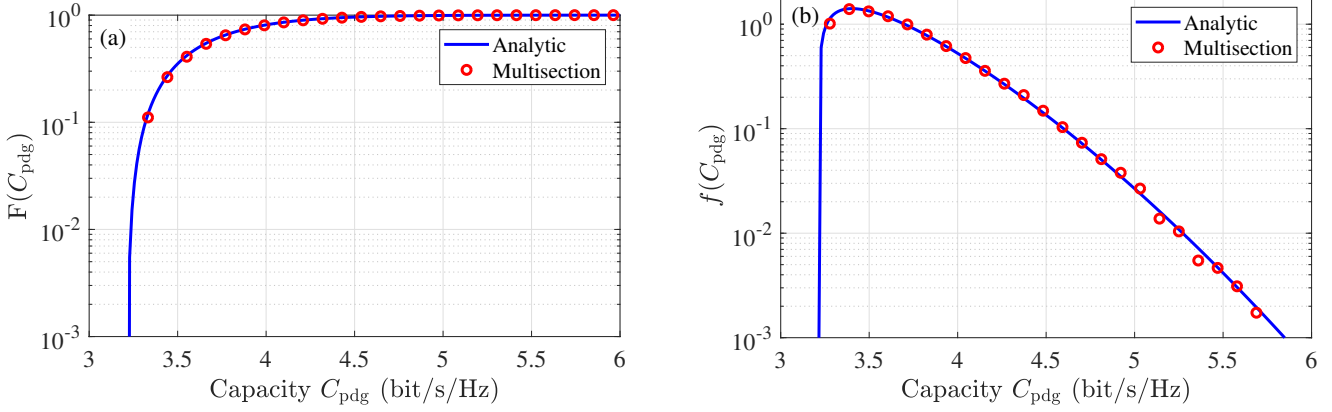 (a)
Analytic
Multisection
F(C_pdg)
10^0
10^-1
10^-2
10^-3
3 3.5 4 4.5 5 5.5 6
Capacity C_pdg (bit/s/Hz)
(b)
Analytic
Multisection
f(C_pdg)
10^0
10^-1
10^-2
10^-3
3 3.5 4 4.5 5 5.5 6
Capacity C_pdg (bit/s/Hz)